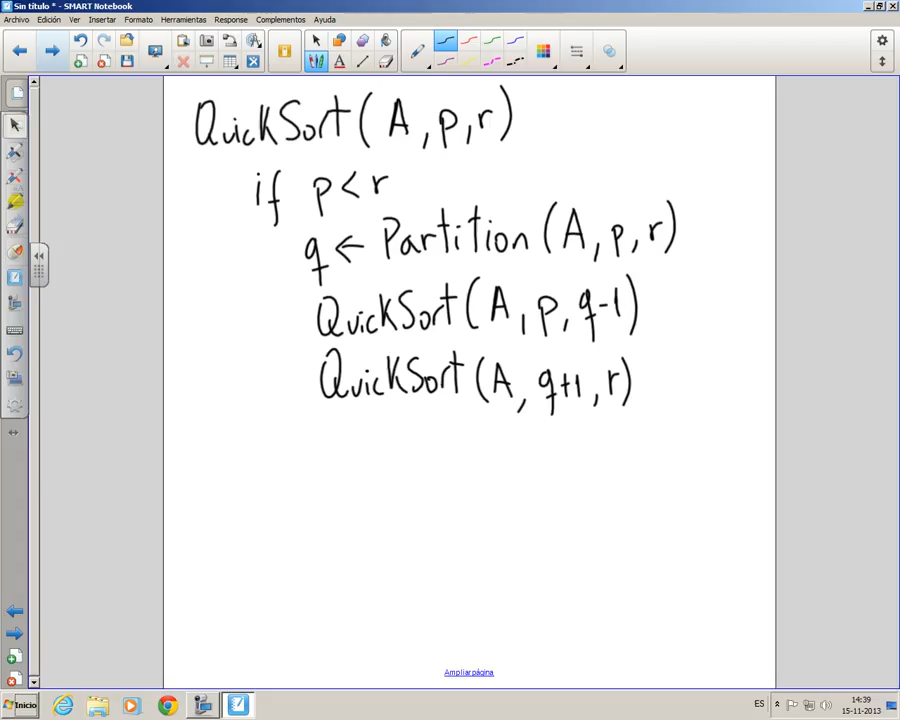 Sin título * - SMART Notebook
Archivo Edición Ver Insertar Formato Herramientas Response Complementos Ayuda
QuickSort(A,p,r)
if p<r
q ← Partition(A,p,r)
QuickSort(A,p,q-1)
QuickSort(A,q+1,r)
Ampliar página
Inicio
ES
14:39
15-11-2013